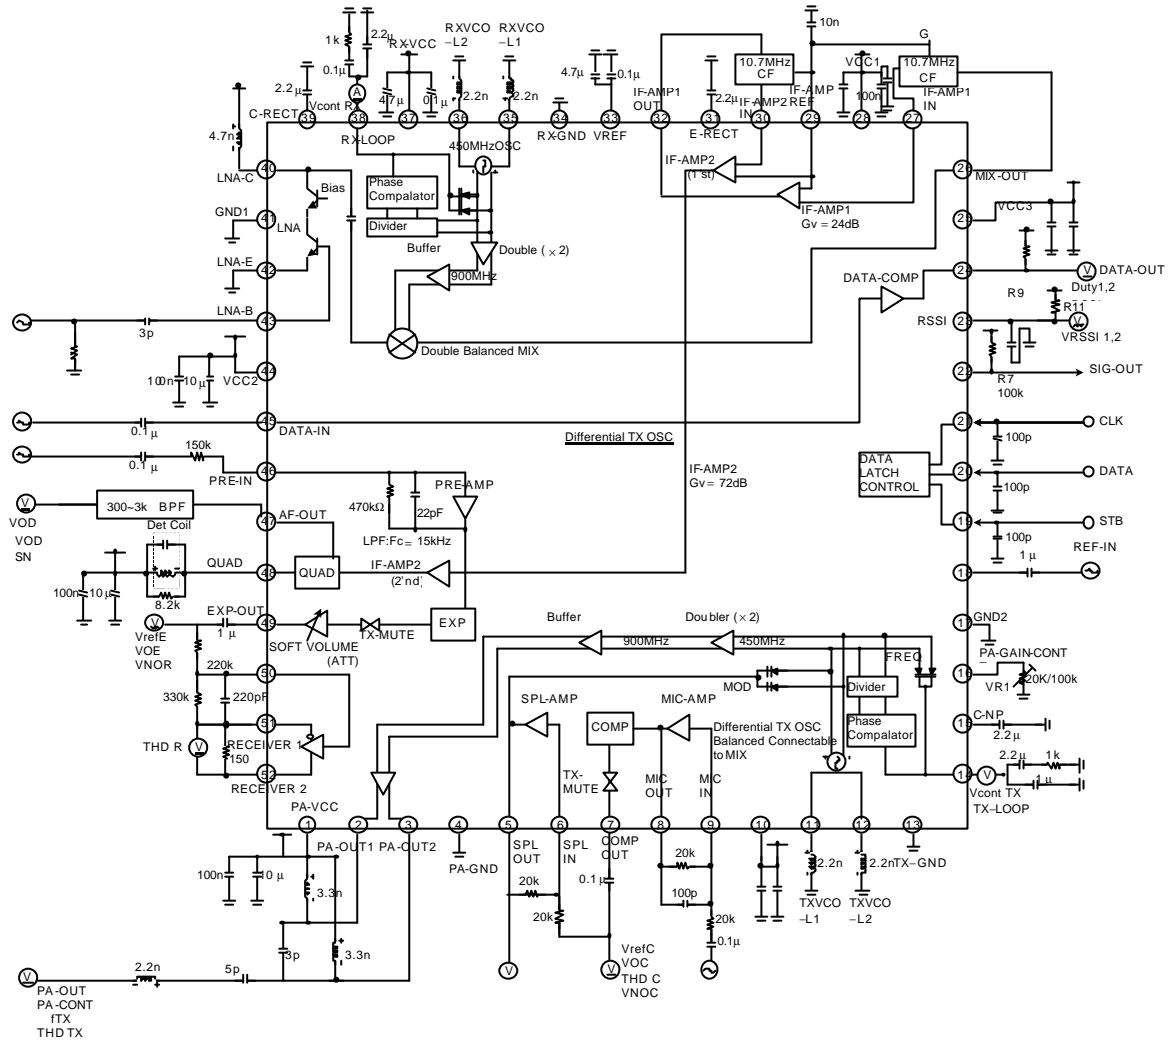 10n
1k
2.2μ
RX-VCC
RXVCO
–L2
RXVCO
–L1
G
0.1μ
4.7μ
0.1μ
10.7MHz
CF
VCC1
10.7MHz
CF
2.2μ
A
Vcont RX
4.7μ
0.1μ
2.2n
2.2n
IF-AMP1
OUT
2.2μ
IF-AMP2
IN
IF-AMP
REF
100n
IF-AMP1
IN
C-RECT
39
38
37
36
35
34
33
32
31
30
29
28
27
RX-LOOP
RX-GND
VREF
E-RECT
4.7n
450MHzOSC
40
LNA-C
Bias
Phase
Compalator
IF-AMP2
(1'st)
26
MIX-OUT
GND1
41
LNA
Divider
IF-AMP1
Gv = 24dB
25
VCC3
Buffer
Double ( × 2)
LNA-E
42
900MHz
DATA-COMP
24
V
DATA-OUT
Duty1,2
R9
R11
LNA-B
43
3p
RSSI
23
V
VRSSI 1,2
Double Balanced MIX
100n
10 μ
VCC2
44
22
R7
100k
SIG-OUT
45
0.1 μ
DATA-IN
21
CLK
100p
Differential TX OSC
150k
0.1 μ
PRE-IN
46
PRE-AMP
IF-AMP2
Gv = 72dB
DATA
LATCH
CONTROL
20
DATA
100p
V
VOD
VOD
SN
300~3k BPF
470kΩ
22pF
47
AF-OUT
LPF:Fc = 15kHz
19
STB
100p
Det Coil
REF-IN
QUAD
48
QUAD
IF-AMP2
(2'nd)
18
1 μ
100n
10 μ
8.2k
EXP-OUT
49
1 μ
V
VrefE
VOE
VNOR
SOFT VOLUME
(ATT)
TX-MUTE
EXP
Buffer
Doubler ( × 2)
900MHz
450MHz
17
GND2
FREQ
220k
50
PA-GAIN-CONT
16
VR1
20K/100k
330k
220pF
MOD
Divider
SPL-AMP
MIC-AMP
51
RECEIVER 1
COMP
Differential TX OSC
Balanced Connectable
to MIX
Phase
Compalator
15
C-NP
2.2μ
THD R
V
150
52
RECEIVER 2
TX-
MUTE
MIC
OUT
MIC
IN
14
V
Vcont TX
TX–LOOP
2.2μ
1k
1 μ
PA-VCC
1
2
3
4
5
6
7
8
9
10
11
12
13
PA-OUT1
PA-OUT2
PA-GND
SPL
OUT
SPL
IN
COMP
OUT
TX–GND
100n
10 μ
3.3n
20k
0.1 μ
20k
2.2n
2.2n
100p
TXVCO
–L1
TXVCO
–L2
20k
20k
0.1μ
3p
3.3n
V
V
VrefC
VOC
THD C
VNOC
V
2.2n
5p
PA-OUT
PA-CONT
fTX
THD TX